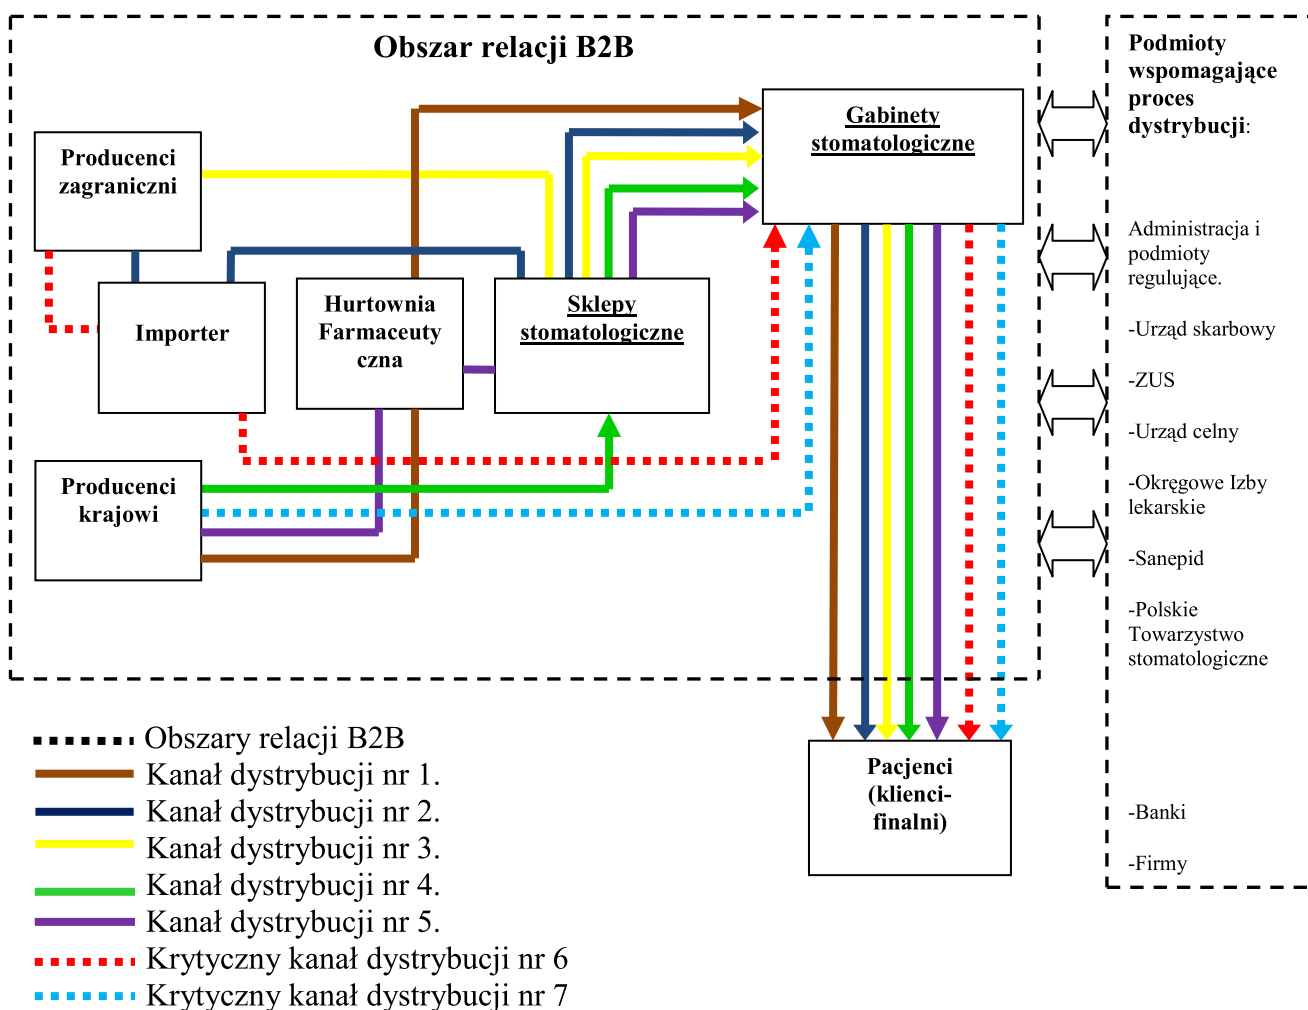 Obszar relacji B2B
Producenci
zagraniczni
Importer
Hurtownia
Farmaceuty
czna
Sklepy
stomatologiczne
Gabinety
stomatologiczne
Producenci
krajowi
Pacjenci
(klienci-
finalni)
Podmioty
wspomagające
proces
dystrybucji:
Administracja i
podmioty
regulujące.
-Urząd skarbowy
-ZUS
-Urząd celny
-Okręgowe Izby
lekarskie
-Sanepid
-Polskie
Towarzystwo
stomatologiczne
-Banki
-Firmy
Obszary relacji B2B
Kanał dystrybucji nr 1.
Kanał dystrybucji nr 2.
Kanał dystrybucji nr 3.
Kanał dystrybucji nr 4.
Kanał dystrybucji nr 5.
Krytyczny kanał dystrybucji nr 6
Krytyczny kanał dystrybucji nr 7